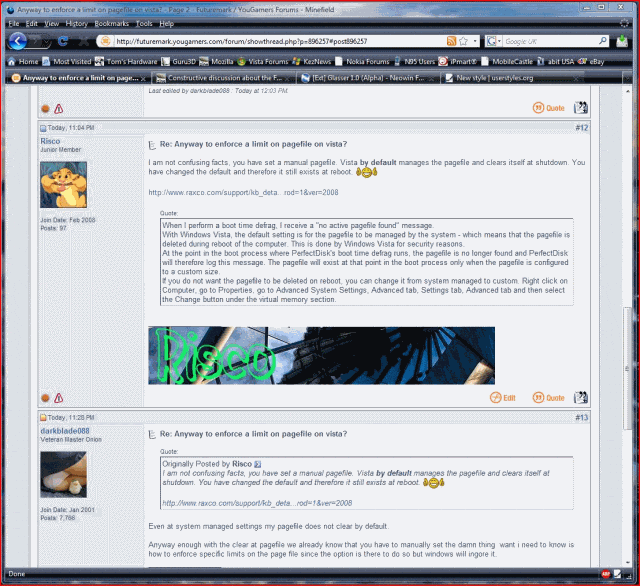 Anyway to enforce a limit on pagefile on vista? - Page 2 - Futuremark / YouGamers Forums - Minefield
File Edit View History Bookmarks Tools Help
http://futuremark.yougamers.com/forum/showthread.php?p=896257#post896257
Google UK
Home Most Visited Tom's Hardware Guru3D Mozilla Vista Forums KezNews Nokia Forums N95 Users iPmart® MobileCastle abit USA eBay
Anyway to enforce a limit on page... Constructive discussion about the F... [Ext] Glasser 1.0 (Alpha) - Neowin F... New style | userstyles.org
Last edited by darkblade088 : Today at 12:03 PM.
Quote
Today, 11:04 PM #12
Risco
Junior Member
Join Date: Feb 2008
Posts: 97
Re: Anyway to enforce a limit on pagefile on vista?
I am not confusing facts, you have set a manual pagefile. Vista by default manages the pagefile and clears itself at shutdown. You
have changed the default and therefore it still exists at reboot.
http://www.raxco.com/support/kb_deta...rod=1&ver=2008
Quote:
When I perform a boot time defrag, I receive a "no active pagefile found" message.
With Windows Vista, the default setting is for the pagefile to be managed by the system - which means that the pagefile is
deleted during reboot of the computer. This is done by Windows Vista for security reasons.
At the point in the boot process where PerfectDisk's boot time defrag runs, the pagefile is no longer found and PerfectDisk
will therefore log this message. The pagefile will exist at that point in the boot process only when the pagefile is configured
to a custom size.
If you do not want the pagefile to be deleted on reboot, you can change it from system managed to custom. Right click on
Computer, go to Properties, go to Advanced System Settings, Advanced tab, Settings tab, Advanced tab and then select
the Change button under the virtual memory section.
Risco
Edit Quote
Today, 11:28 PM #13
darkblade088
Veteran Master Onion
Join Date: Jan 2001
Posts: 7,768
Re: Anyway to enforce a limit on pagefile on vista?
Quote:
Originally Posted by Risco
I am not confusing facts, you have set a manual pagefile. Vista by default manages the pagefile and clears itself at
shutdown. You have changed the default and therefore it still exists at reboot.
http://www.raxco.com/support/kb_deta...rod=1&ver=2008
Even at system managed settings my pagefile does not clear by default.
Anyway enough with the clear at pagefile we already know that you have to manually set the damn thing want i need to know is
how to enforce specific limits on the page file since the option is there to do so but windows will ingore it.
Done